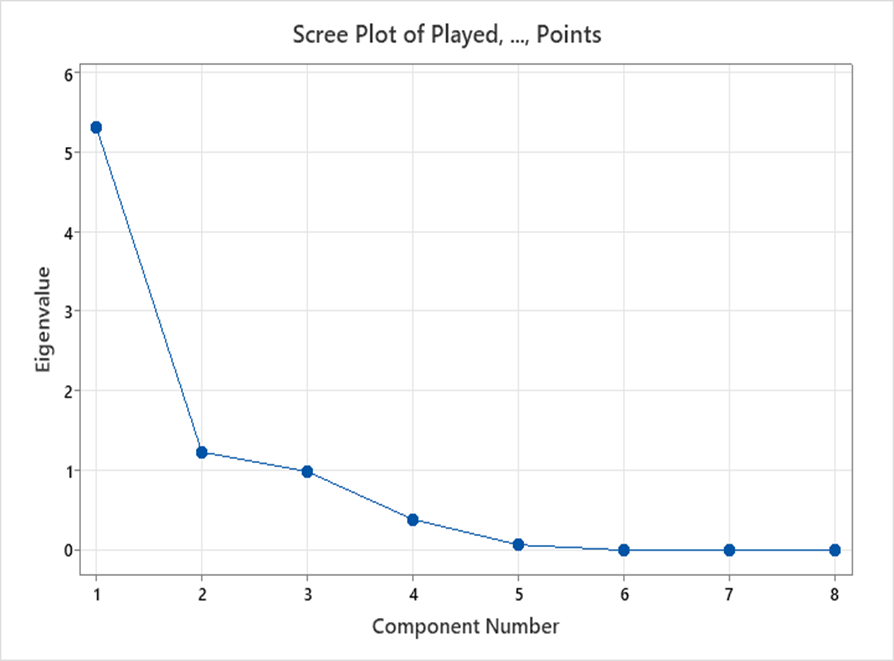 Scree Plot of Played, ..., Points
6
5
4
3
2
1
0
Eigenvalue
1 2 3 4 5 6 7 8
Component Number